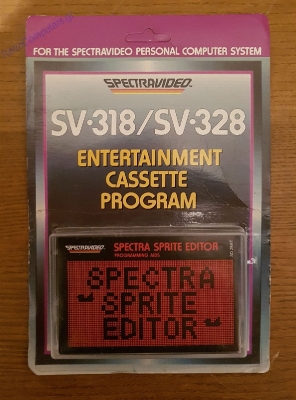 FOR THE SPECTRAVIDEO PERSONAL COMPUTER SYSTEM
SPECTRAVIDEO
SV-318/SV-328
ENTERTAINMENT
CASSETTE
PROGRAM
SPECTRAVIDEO
SPECTRA SPRITE EDITOR
PROGRAMMING AIDS
SPECTRA
SPRITE
EDITOR